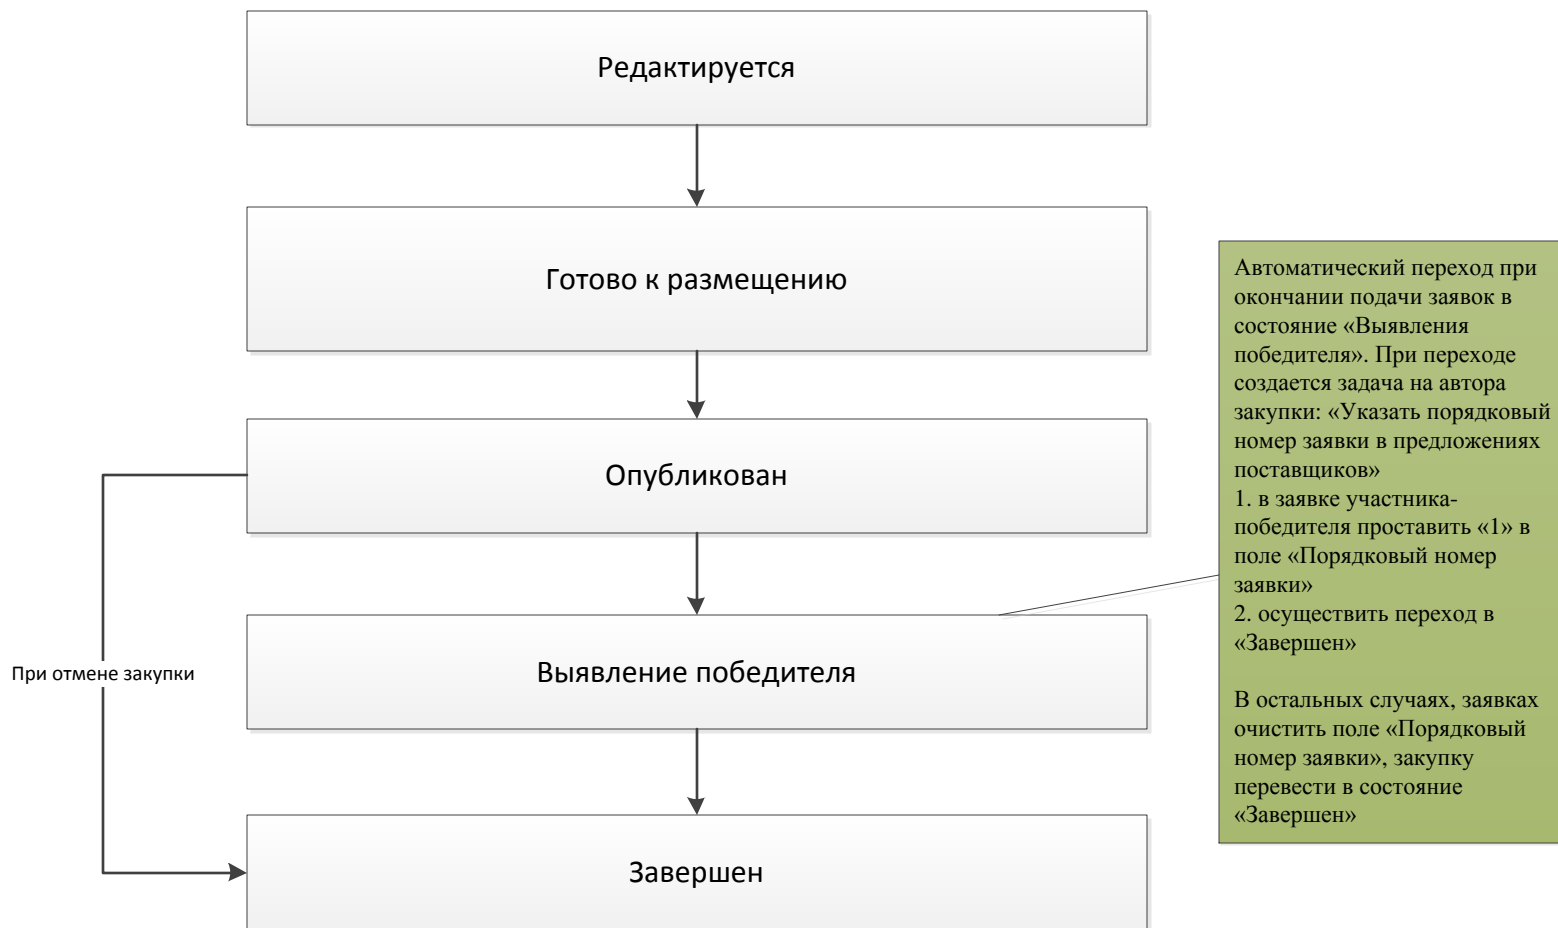 Редактируется
Готово к размещению
Опубликован
При отмене закупки
Выявление победителя
Завершен
Автоматический переход при
окончании подачи заявок в
состояние «Выявления
победителя». При переходе
создается задача на автора
закупки: «Указать порядковый
номер заявки в предложениях
поставщиков»
1. в заявке участника-
победителя проставить «1» в
поле «Порядковый номер
заявки»
2. осуществить переход в
«Завершен»
В остальных случаях, заявках
очистить поле «Порядковый
номер заявки», закупку
перевести в состояние
«Завершен»